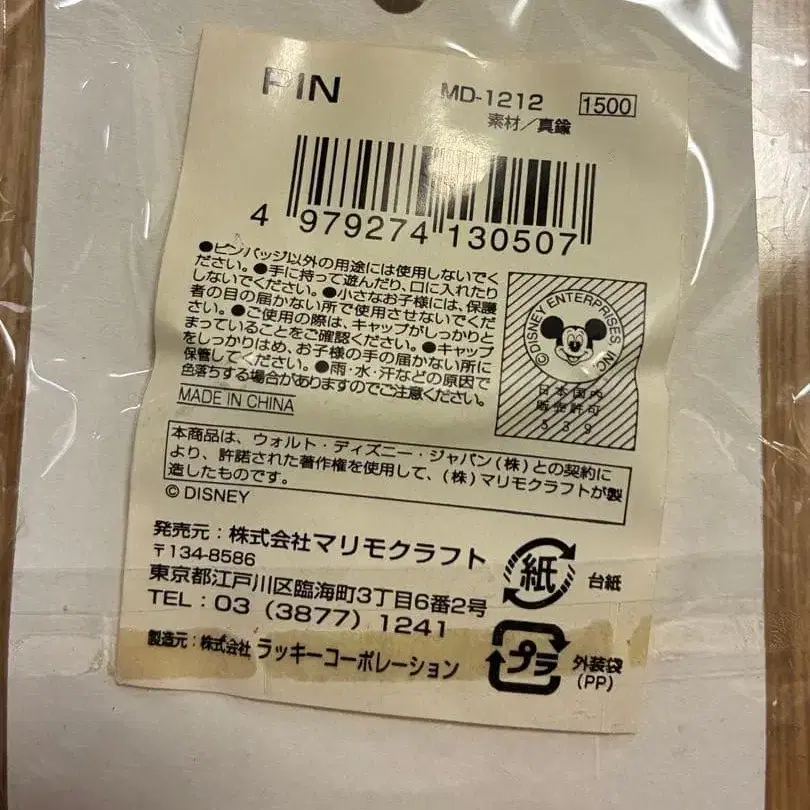 PIN
MD-1212 1500
素材/真鍮
4 979274 130507
●ピンバッジ以外の用途には使用しないでく
ださい。●手に持って遊んだり、口に入れたり
しないでください。●小さなお子様には、保護
者の目の届かない所で使用させないでくだ
さい。●ご使用の際は、キャップがしっかりと
まっていることをご確認ください。●キャップ
をしっかりはめ、お子様の手の届かない所に
保管してください。●雨・水・汗などの原因で
色落ちする場合がありますのでご注意ください。
MADE IN CHINA
©DISNEY ENTERPRISES INC.
日本国内
販売許可
539
本商品は、ウォルト・ディズニー・ジャパン(株)との契約に
より、許諾された著作権を使用して、(株)マリモクラフトが製
造したものです。
© DISNEY
発売元:株式会社マリモクラフト
〒134-8586
東京都江戸川区臨海町3丁目6番2号
TEL:03 (3877) 1241
製造元:株式会社 ラッキーコーポレーション
紙 台紙
プラ 外装袋
(PP)